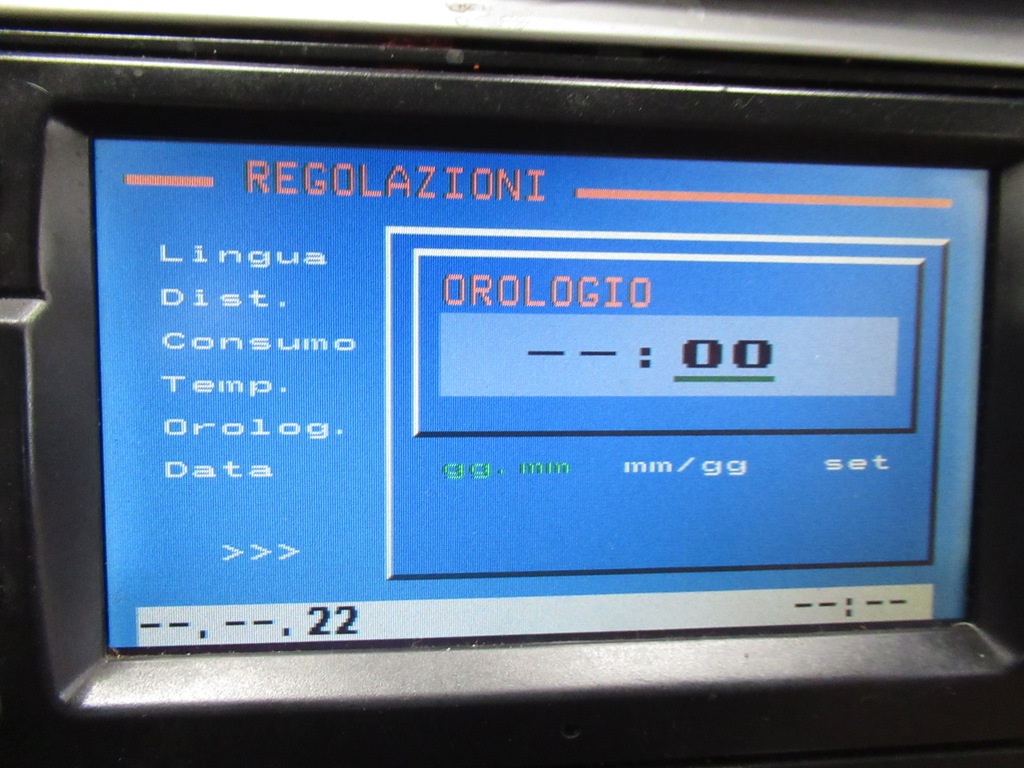 REGOLAZIONI
Lingua
Dist.
Consumo
Temp.
Orolog.
Data
>>>
OROLOGIO
--:00
gg.mm mm/gg set
--.--.22 --:--